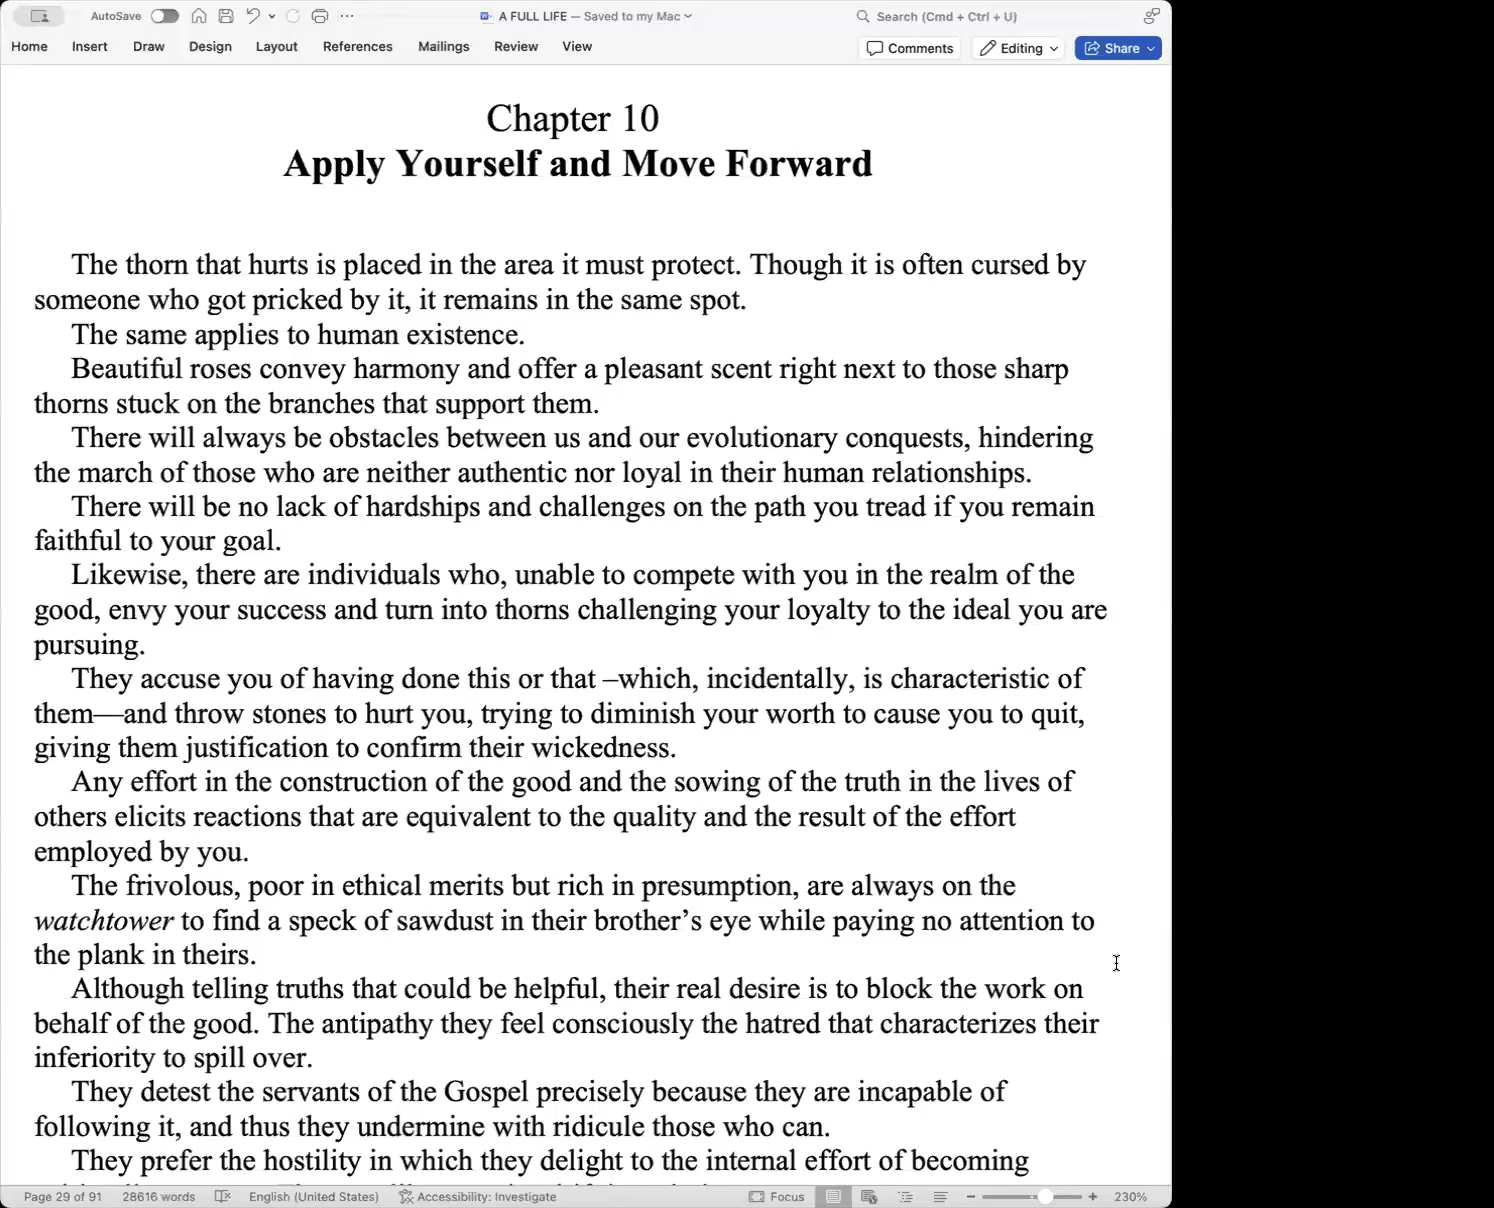 AutoSave
A FULL LIFE — Saved to my Mac
Search (Cmd + Ctrl + U)
Home Insert Draw Design Layout References Mailings Review View
Comments Editing Share
Chapter 10
Apply Yourself and Move Forward
The thorn that hurts is placed in the area it must protect. Though it is often cursed by
someone who got pricked by it, it remains in the same spot.
The same applies to human existence.
Beautiful roses convey harmony and offer a pleasant scent right next to those sharp
thorns stuck on the branches that support them.
There will always be obstacles between us and our evolutionary conquests, hindering
the march of those who are neither authentic nor loyal in their human relationships.
There will be no lack of hardships and challenges on the path you tread if you remain
faithful to your goal.
Likewise, there are individuals who, unable to compete with you in the realm of the
good, envy your success and turn into thorns challenging your loyalty to the ideal you are
pursuing.
They accuse you of having done this or that –which, incidentally, is characteristic of
them—and throw stones to hurt you, trying to diminish your worth to cause you to quit,
giving them justification to confirm their wickedness.
Any effort in the construction of the good and the sowing of the truth in the lives of
others elicits reactions that are equivalent to the quality and the result of the effort
employed by you.
The frivolous, poor in ethical merits but rich in presumption, are always on the
watchtower to find a speck of sawdust in their brother’s eye while paying no attention to
the plank in theirs.
Although telling truths that could be helpful, their real desire is to block the work on
behalf of the good. The antipathy they feel consciously the hatred that characterizes their
inferiority to spill over.
They detest the servants of the Gospel precisely because they are incapable of
following it, and thus they undermine with ridicule those who can.
They prefer the hostility in which they delight to the internal effort of becoming
Page 29 of 91 28616 words English (United States) Accessibility: Investigate Focus 230%